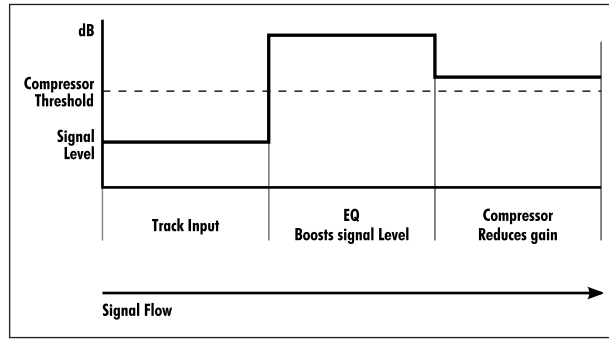 dB
Compressor
Threshold
Signal
Level
Track Input
EQ
Boosts signal Level
Compressor
Reduces gain
Signal Flow